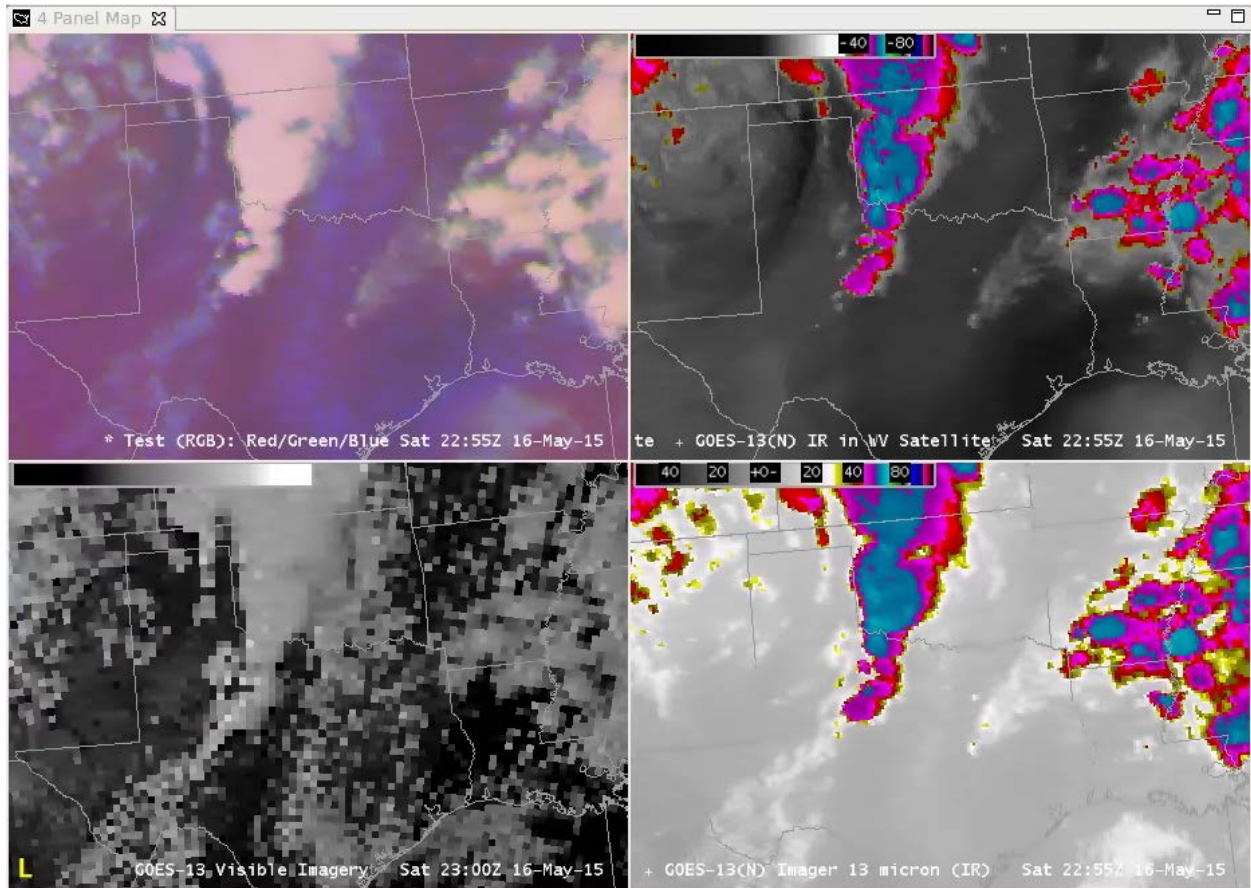 4 Panel Map
-40 -80
* Test (RGB): Red/Green/Blue Sat 22:55Z 16-May-15
te + GOES-13(N) IR in WV Satellite Sat 22:55Z 16-May-15
40 20 +0- 20 40 80
L
GOES-13 Visible Imagery Sat 23:00Z 16-May-15
+ GOES-13(N) Imager 13 micron (IR) Sat 22:55Z 16-May-15